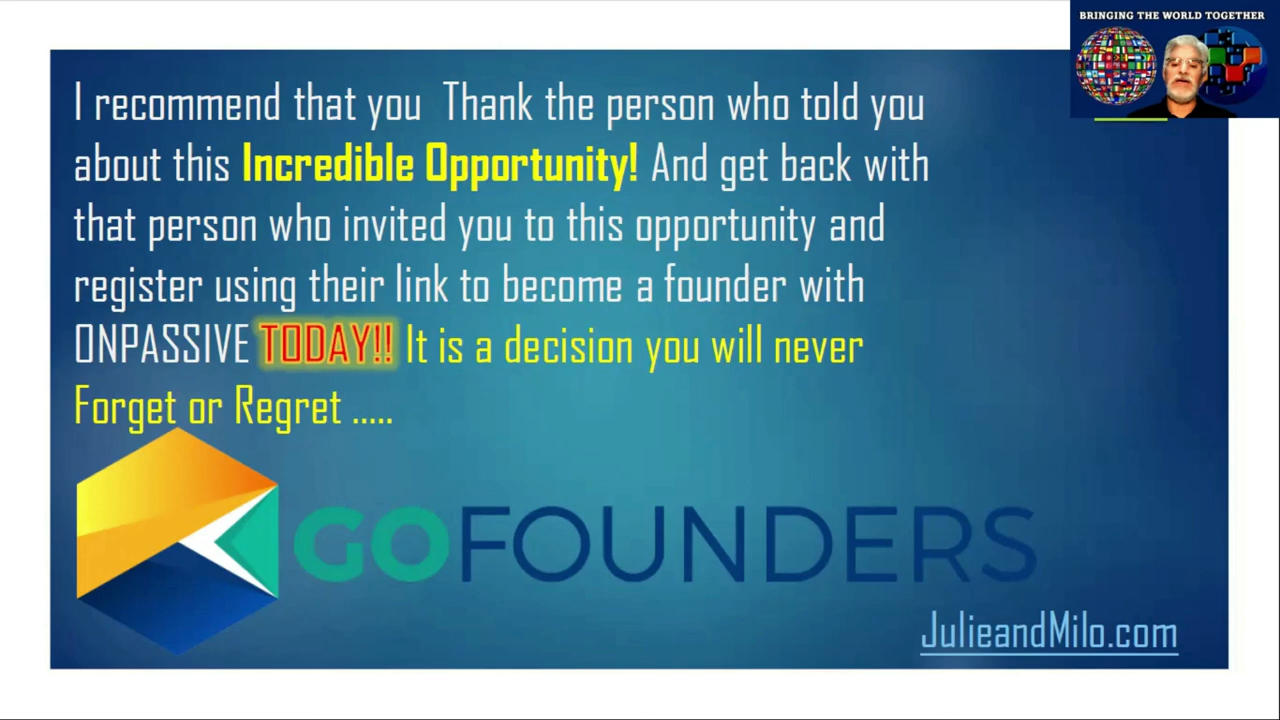 BRINGING THE WORLD TOGETHER
I recommend that you Thank the person who told you
about this Incredible Opportunity! And get back with
that person who invited you to this opportunity and
register using their link to become a founder with
ONPASSIVE TODAY!! It is a decision you will never
Forget or Regret .....
GOFOUNDERS
JulieandMilo.com